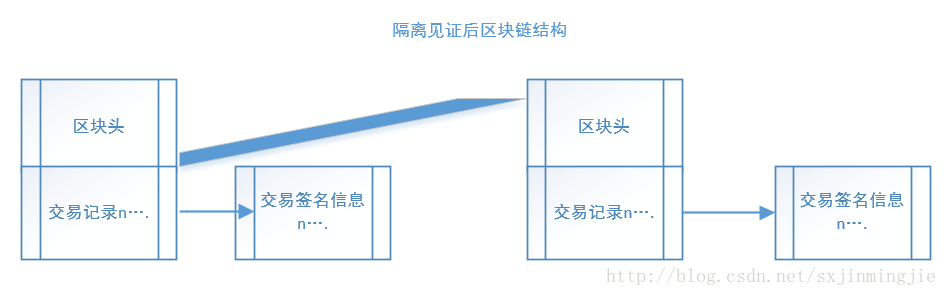 隔离见证后区块链结构
区块头
区块头
交易记录n….
交易签名信息
n….
交易记录n….
交易签名信息
n….
http://blog.csdn.net/sxjinmingjie